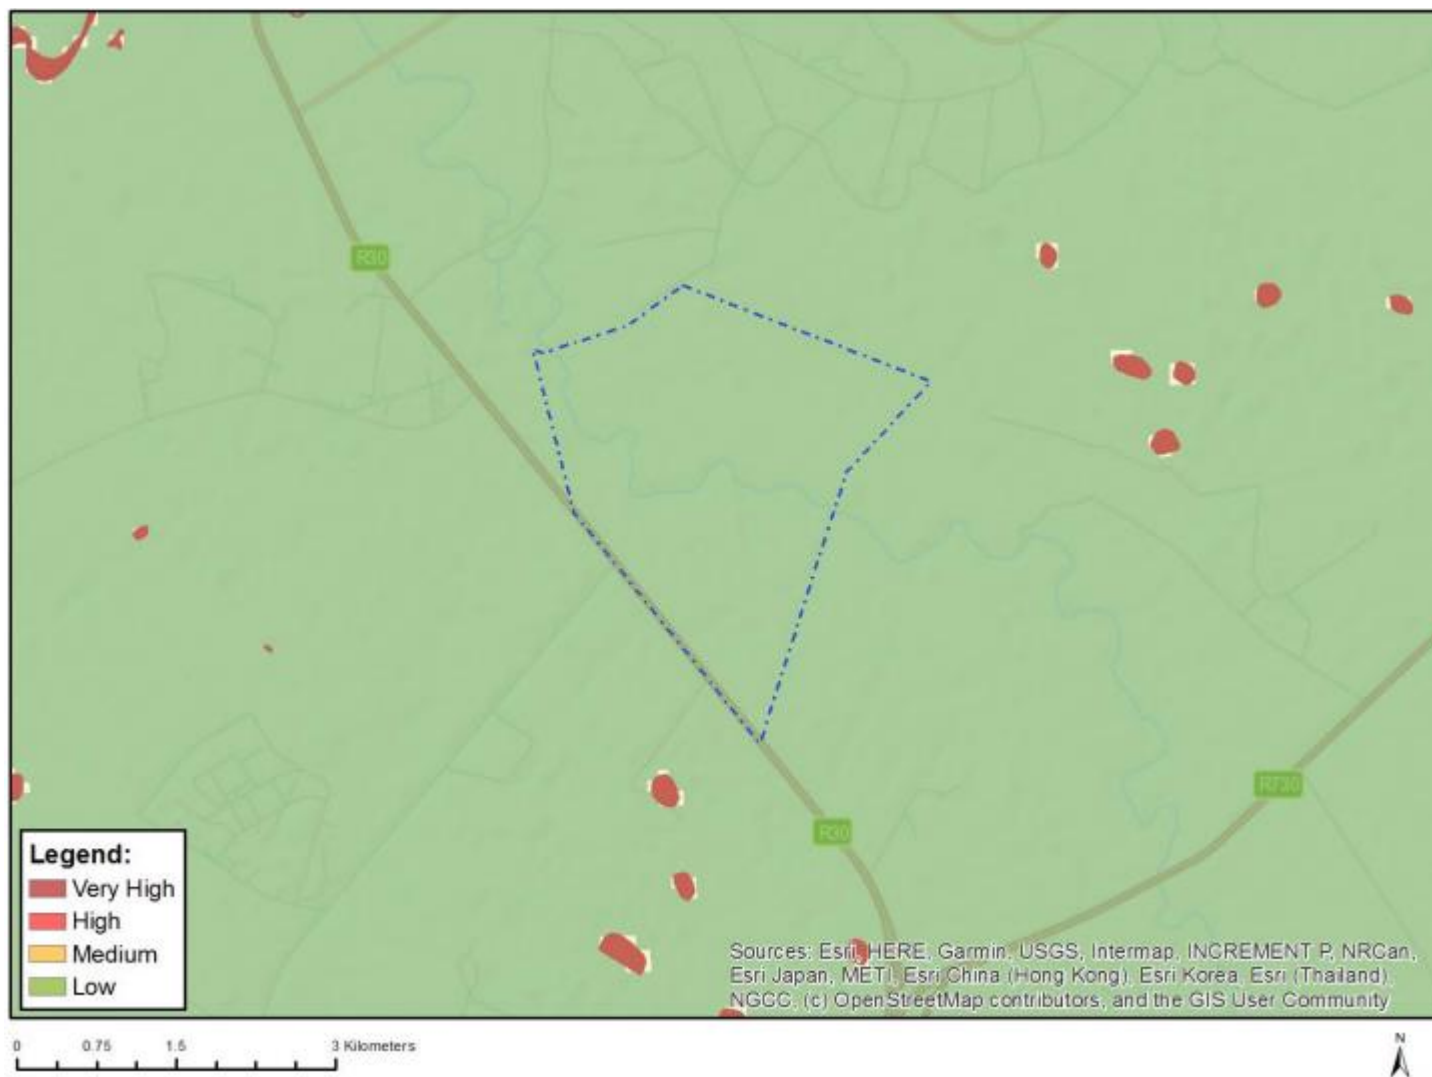 R30
R730
R30
Legend:
Very High
High
Medium
Low
Sources: Esri, HERE, Garmin, USGS, Intermap, INCREMENT P, NRCan,
Esri Japan, METI, Esri China (Hong Kong), Esri Korea, Esri (Thailand),
NGCC, (c) OpenStreetMap contributors, and the GIS User Community
0 0.75 1.5 3 Kilometers
N